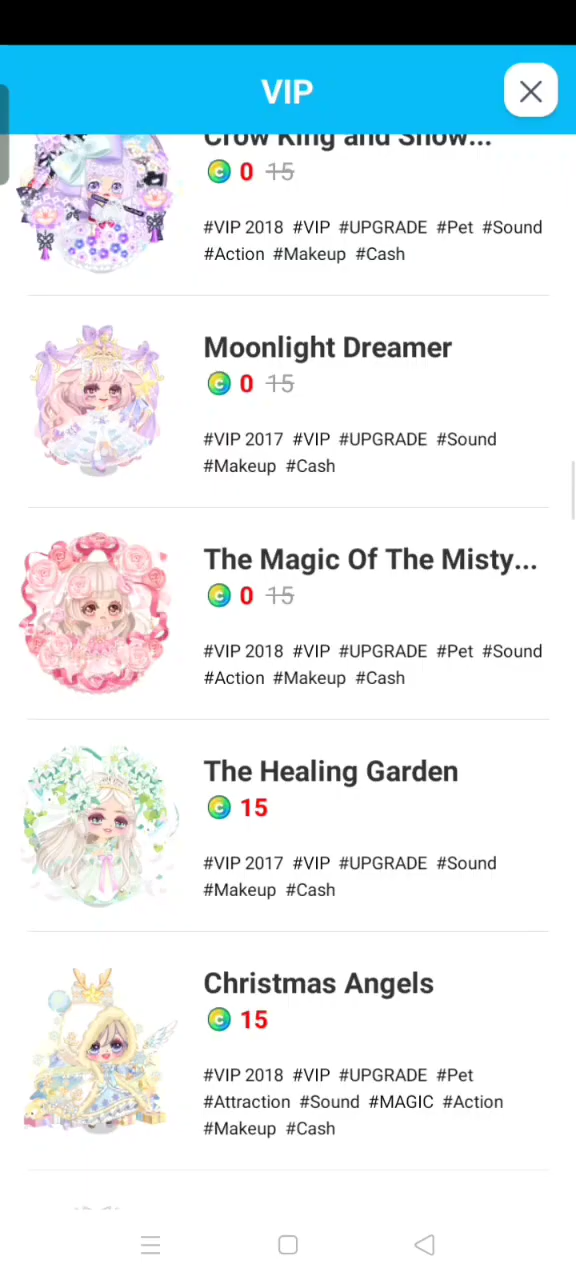 VIP
Crow King and Snow...
0 15
#VIP 2018 #VIP #UPGRADE #Pet #Sound
#Action #Makeup #Cash
Moonlight Dreamer
0 15
#VIP 2017 #VIP #UPGRADE #Sound
#Makeup #Cash
The Magic Of The Misty...
0 15
#VIP 2018 #VIP #UPGRADE #Pet #Sound
#Action #Makeup #Cash
The Healing Garden
15
#VIP 2017 #VIP #UPGRADE #Sound
#Makeup #Cash
Christmas Angels
15
#VIP 2018 #VIP #UPGRADE #Pet
#Attraction #Sound #MAGIC #Action
#Makeup #Cash